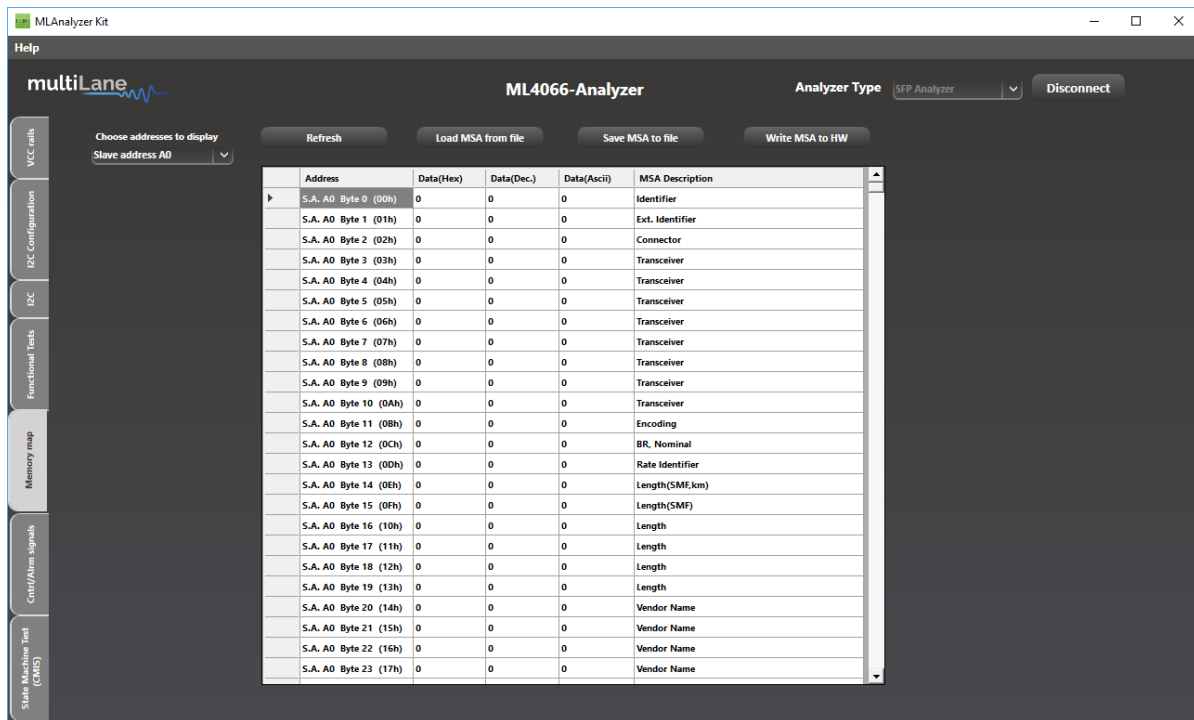 MLAnalyzer Kit
Help
multiLane
ML4066-Analyzer
Analyzer Type
SFP Analyzer
Disconnect
VCC rails
I2C Configuration
I2C
Functional Tests
Memory map
Cntrl/Alrm signals
State Machine Test
(CMIS)
Choose addresses to display
Slave address A0
Refresh
Load MSA from file
Save MSA to file
Write MSA to HW
Address Data(Hex) Data(Dec.) Data(Ascii) MSA Description
S.A. A0 Byte 0 (00h) 0 0 0 Identifier
S.A. A0 Byte 1 (01h) 0 0 0 Ext. Identifier
S.A. A0 Byte 2 (02h) 0 0 0 Connector
S.A. A0 Byte 3 (03h) 0 0 0 Transceiver
S.A. A0 Byte 4 (04h) 0 0 0 Transceiver
S.A. A0 Byte 5 (05h) 0 0 0 Transceiver
S.A. A0 Byte 6 (06h) 0 0 0 Transceiver
S.A. A0 Byte 7 (07h) 0 0 0 Transceiver
S.A. A0 Byte 8 (08h) 0 0 0 Transceiver
S.A. A0 Byte 9 (09h) 0 0 0 Transceiver
S.A. A0 Byte 10 (0Ah) 0 0 0 Transceiver
S.A. A0 Byte 11 (0Bh) 0 0 0 Encoding
S.A. A0 Byte 12 (0Ch) 0 0 0 BR, Nominal
S.A. A0 Byte 13 (0Dh) 0 0 0 Rate Identifier
S.A. A0 Byte 14 (0Eh) 0 0 0 Length(SMF,km)
S.A. A0 Byte 15 (0Fh) 0 0 0 Length(SMF)
S.A. A0 Byte 16 (10h) 0 0 0 Length
S.A. A0 Byte 17 (11h) 0 0 0 Length
S.A. A0 Byte 18 (12h) 0 0 0 Length
S.A. A0 Byte 19 (13h) 0 0 0 Length
S.A. A0 Byte 20 (14h) 0 0 0 Vendor Name
S.A. A0 Byte 21 (15h) 0 0 0 Vendor Name
S.A. A0 Byte 22 (16h) 0 0 0 Vendor Name
S.A. A0 Byte 23 (17h) 0 0 0 Vendor Name